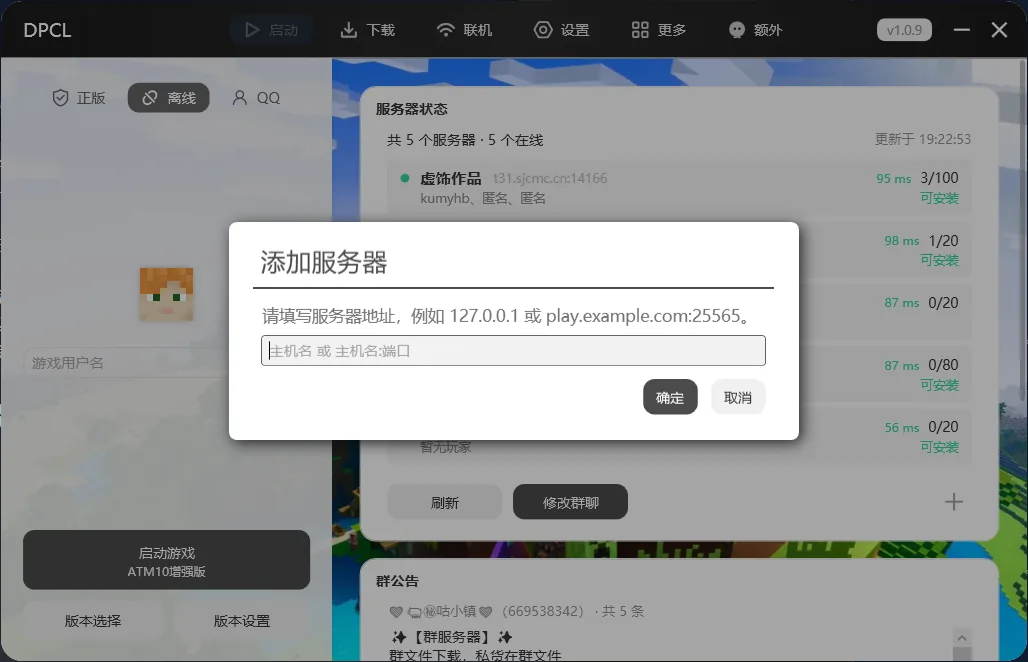 DPCL
启动
下载
联机
设置
更多
额外
v1.0.9
正版
离线
QQ
游戏用户名
启动游戏
ATM10增强版
版本选择
版本设置
服务器状态
共 5 个服务器 · 5 个在线
更新于 19:22:53
虚饰作品 t31.sjcmc.cn:14166
95 ms 3/100
kumyhb、匿名、匿名
可安装
98 ms 1/20
可安装
87 ms 0/20
87 ms 0/80
可安装
56 ms 0/20
暂无玩家
可安装
添加服务器
请填写服务器地址，例如 127.0.0.1 或 play.example.com:25565。
主机名 或 主机名:端口
确定
取消
刷新
修改群聊
群公告
咕小镇（669538342） · 共 5 条
✨【群服务器】✨
群文件下载，私货在群文件